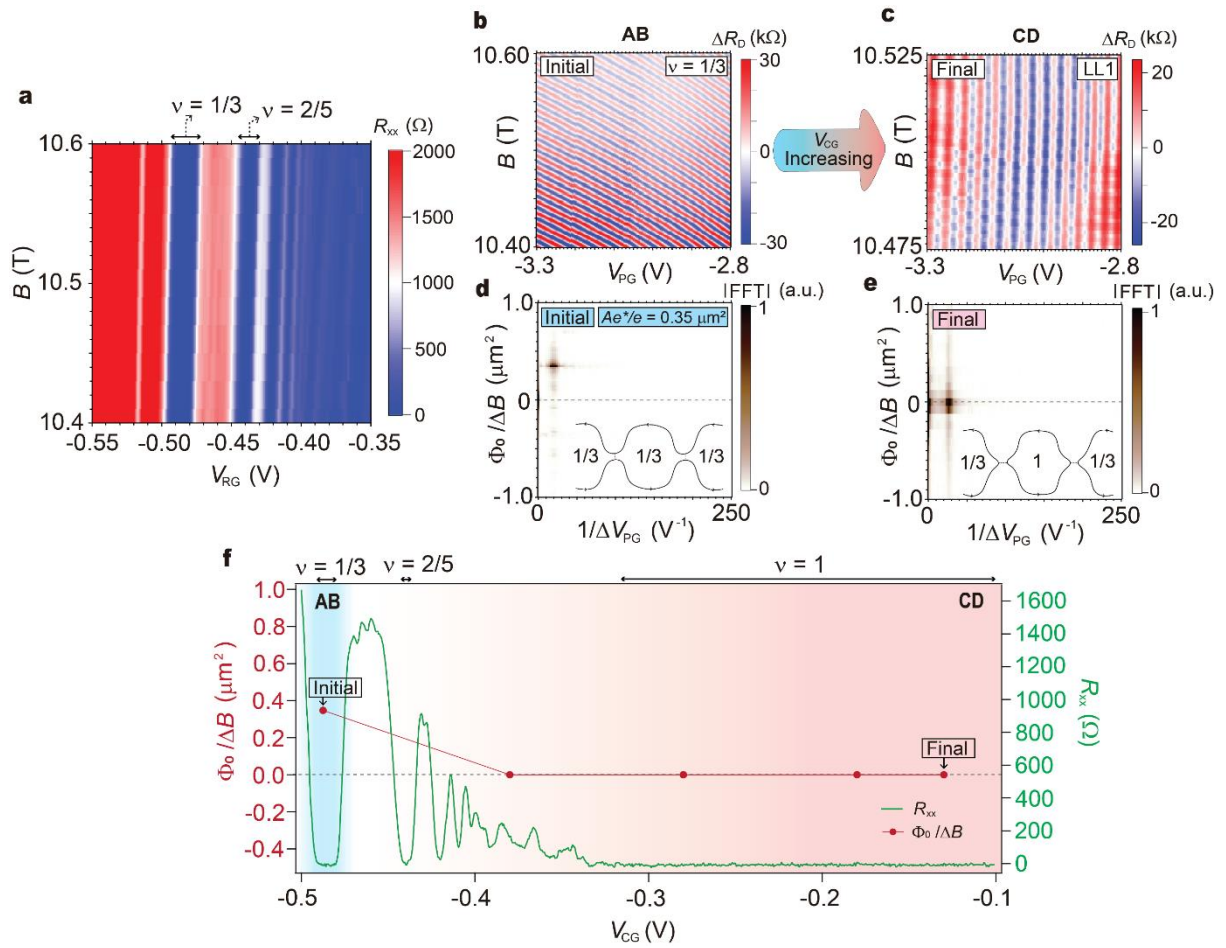 a
ν = 1/3
ν = 2/5
R_xx (Ω)
2000
1500
1000
500
0
10.6
10.5
10.4
B (T)
-0.55
-0.50
-0.45
-0.40
-0.35
V_RG (V)
b
AB
ΔR_D (kΩ)
10.60
Initial
ν = 1/3
30
0
-30
B (T)
10.40
-3.3
-2.8
V_PG (V)
V_CG
Increasing
c
CD
ΔR_D (kΩ)
10.525
Final
LL1
20
0
-20
B (T)
10.475
-3.3
-2.8
V_PG (V)
d
|FFT| (a.u.)
1.0
Initial
Ae*/e = 0.35 μm²
1
0
Φ₀/ΔB (μm²)
0
-1.0
1/3
1/3
1/3
0
250
1/ΔV_PG (V⁻¹)
e
|FFT| (a.u.)
1.0
Final
1
0
Φ₀/ΔB (μm²)
0
-1.0
1/3
1
1/3
0
250
1/ΔV_PG (V⁻¹)
f
ν = 1/3
ν = 2/5
ν = 1
AB
CD
1.0
0.8
0.6
0.4
0.2
0.0
-0.2
-0.4
Φ₀/ΔB (μm²)
Initial
Final
R_xx
Φ₀/ΔB
1600
1400
1200
1000
800
600
400
200
0
R_xx (Ω)
-0.5
-0.4
-0.3
-0.2
-0.1
V_CG (V)